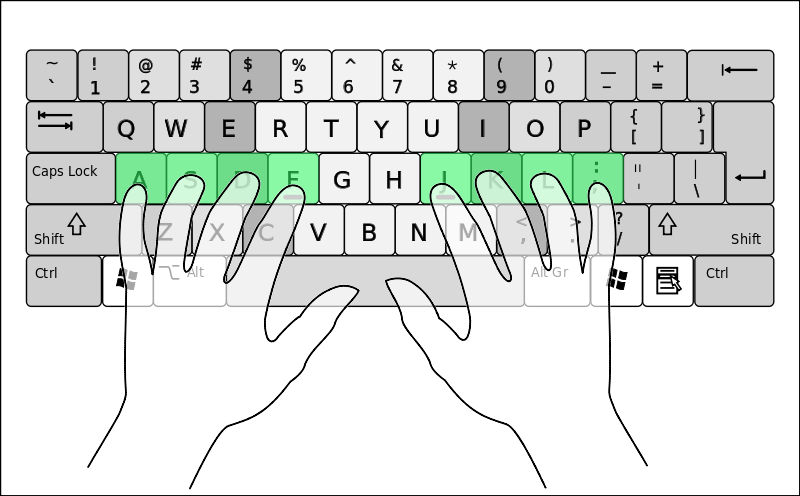 ~ ! @ # $ % ^ & * ( ) — +
` 1 2 3 4 5 6 7 8 9 0 – =
Q W E R T Y U I O P { }
[ ]
Caps Lock A S D F G H J K L : " |
; ' \
Shift Z X C V B N M < > ? Shift
, . /
Ctrl Alt Alt Gr Ctrl